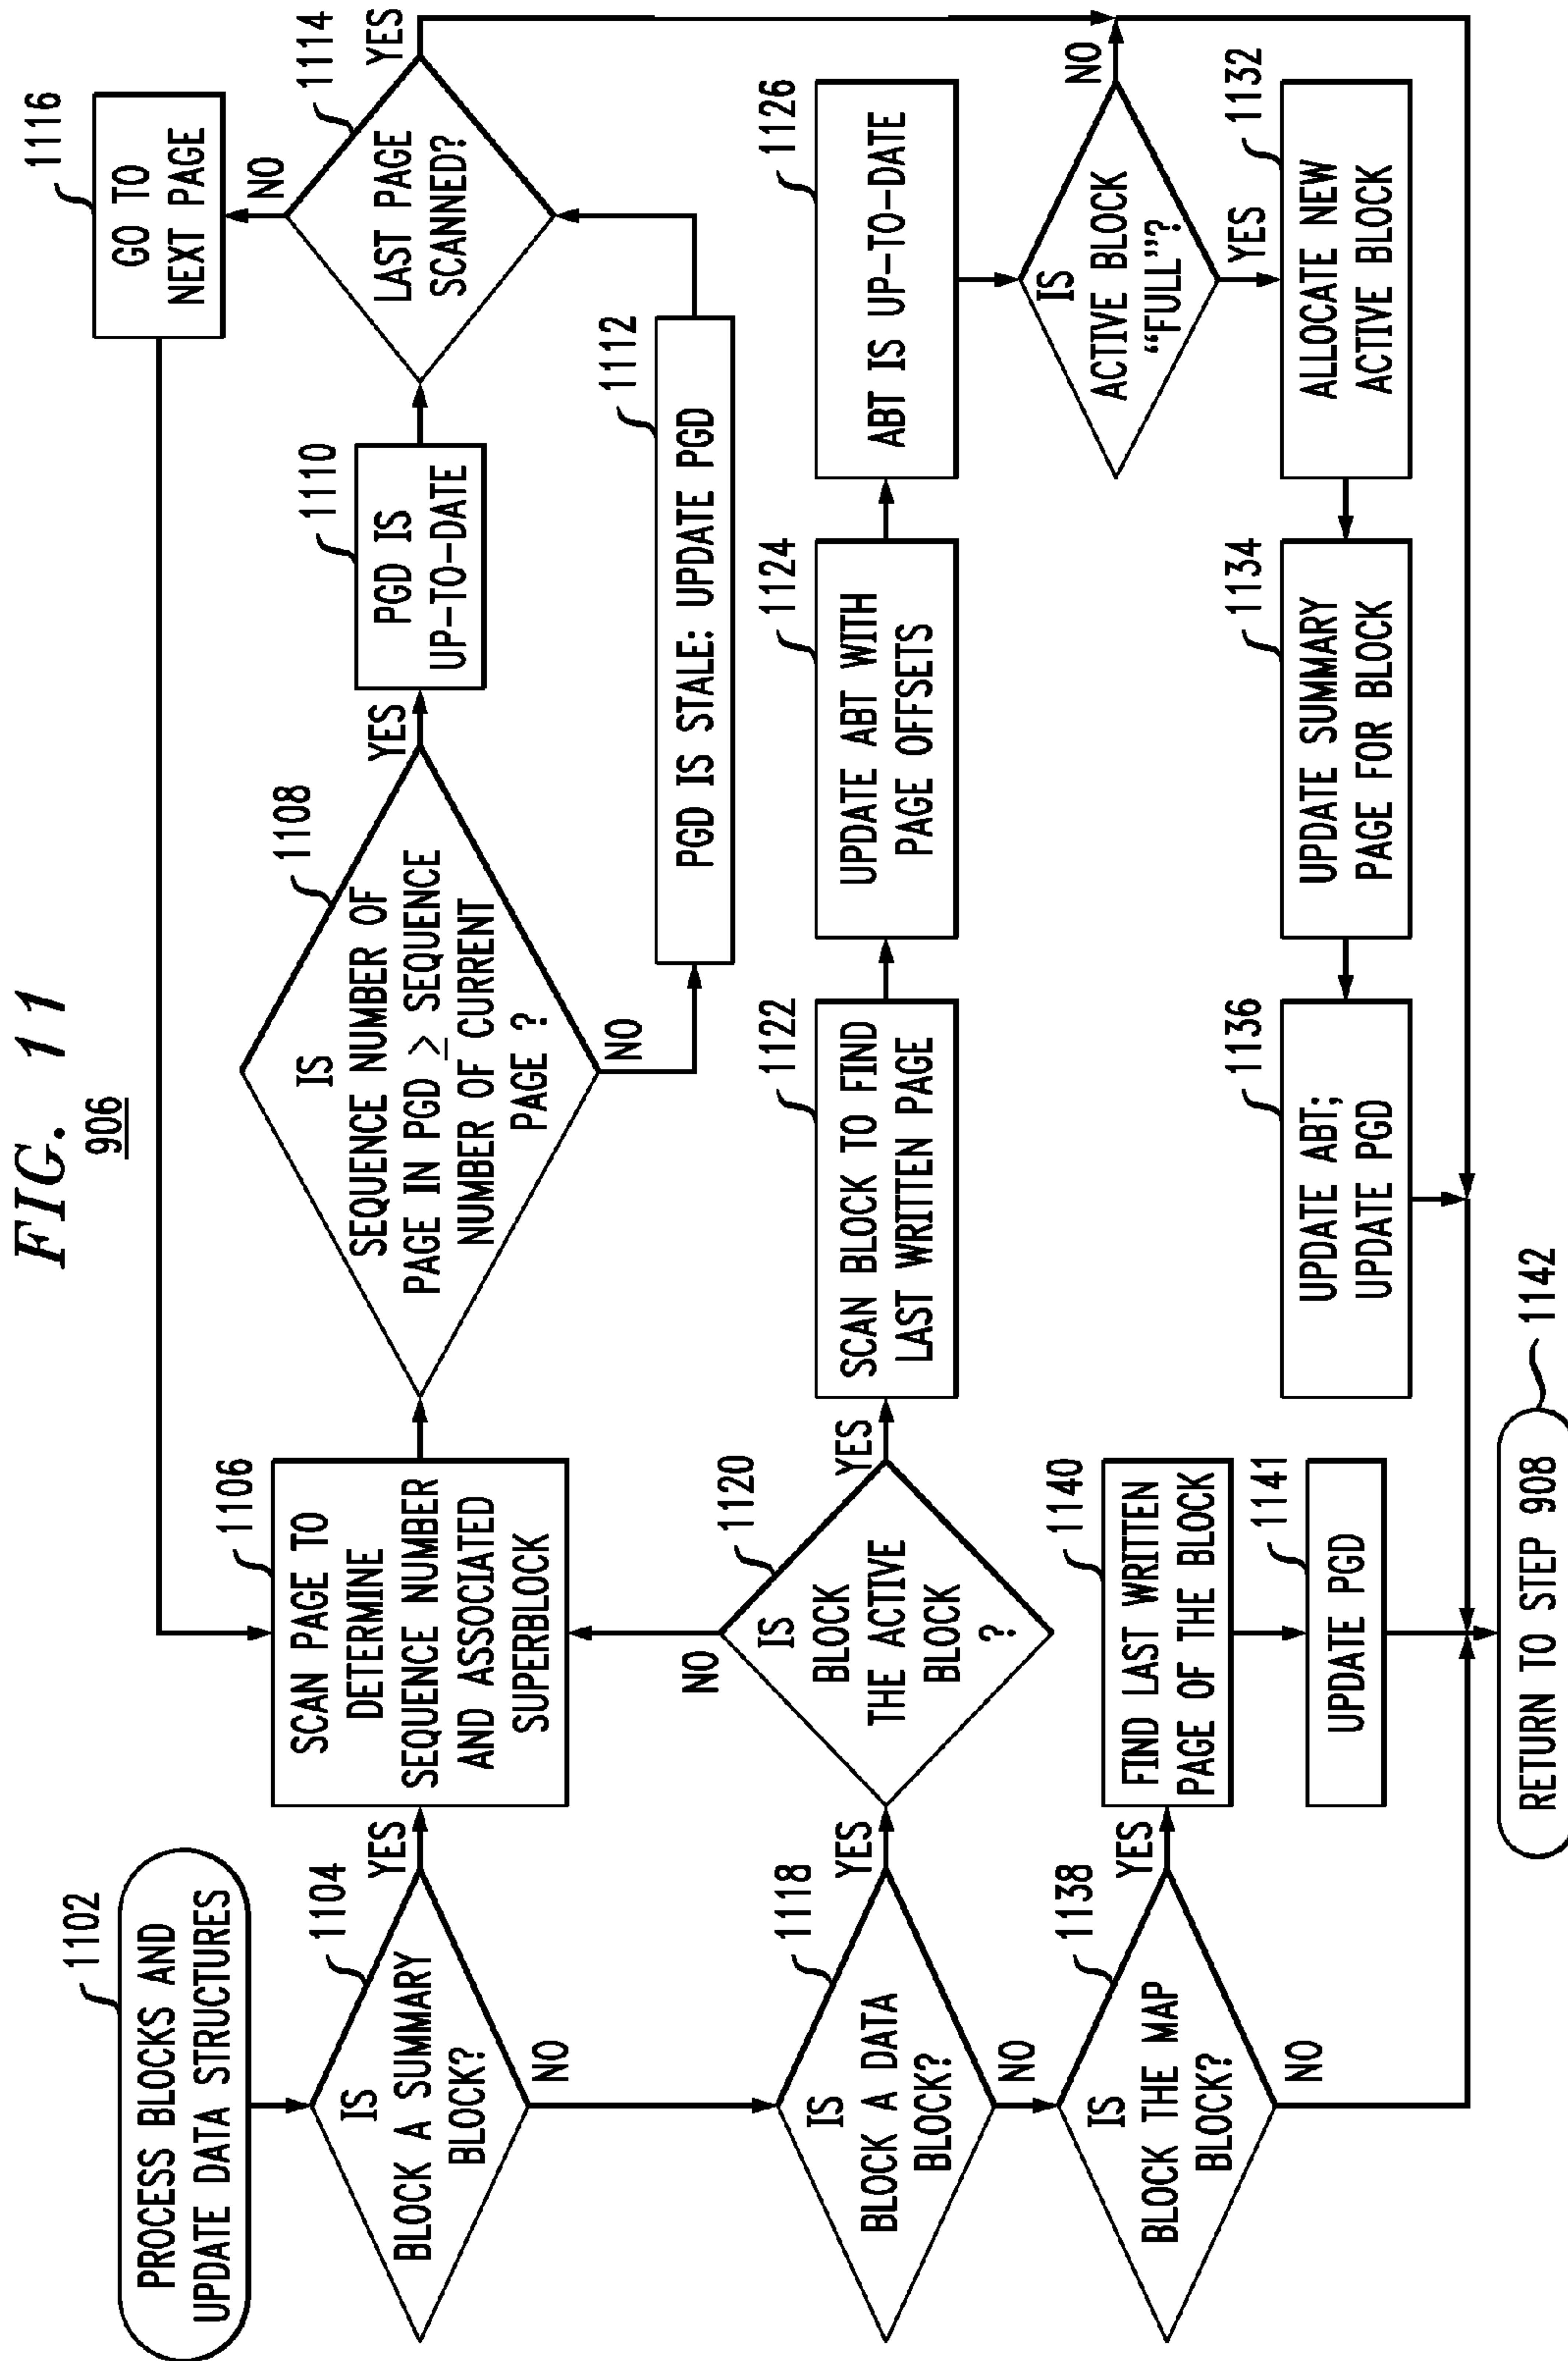 FIG. 11
906
1102
PROCESS BLOCKS AND
UPDATE DATA STRUCTURES
1104
IS
BLOCK A SUMMARY
BLOCK?
YES
NO
1106
SCAN PAGE TO
DETERMINE
SEQUENCE NUMBER
AND ASSOCIATED
SUPERBLOCK
1108
IS
SEQUENCE NUMBER OF
PAGE IN PGD ≥ SEQUENCE
NUMBER OF CURRENT
PAGE ?
YES
NO
1110
PGD IS
UP-TO-DATE
1112
PGD IS STALE: UPDATE PGD
1114
LAST PAGE
SCANNED?
YES
NO
1116
GO TO
NEXT PAGE
1118
IS
BLOCK A DATA
BLOCK?
YES
NO
1120
IS
BLOCK
THE ACTIVE
BLOCK
?
NO
YES
1122
SCAN BLOCK TO FIND
LAST WRITTEN PAGE
1124
UPDATE ABT WITH
PAGE OFFSETS
1126
ABT IS UP-TO-DATE
IS
ACTIVE BLOCK
“FULL”?
NO
YES
1132
ALLOCATE NEW
ACTIVE BLOCK
1134
UPDATE SUMMARY
PAGE FOR BLOCK
1136
UPDATE ABT;
UPDATE PGD
1138
IS
BLOCK THE MAP
BLOCK?
YES
NO
1140
FIND LAST WRITTEN
PAGE OF THE BLOCK
1141
UPDATE PGD
1142
RETURN TO STEP 908